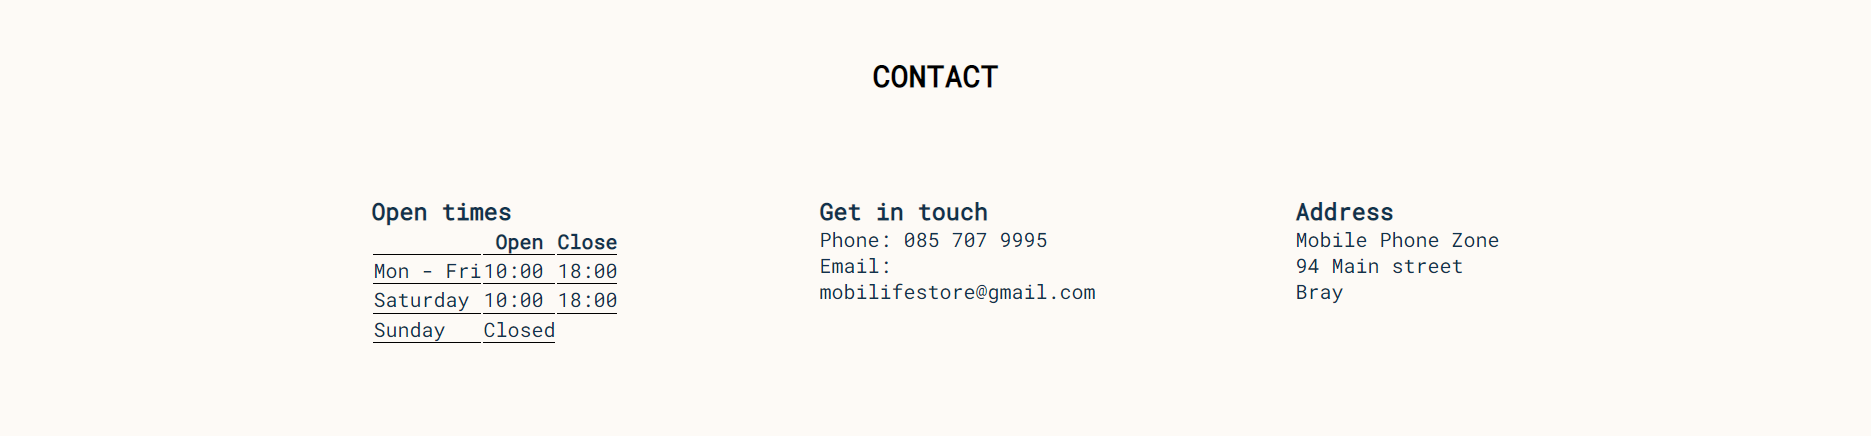 CONTACT
Open times
Open Close
Mon - Fri 10:00 18:00
Saturday 10:00 18:00
Sunday Closed
Get in touch
Phone: 085 707 9995
Email:
mobilifestore@gmail.com
Address
Mobile Phone Zone
94 Main street
Bray